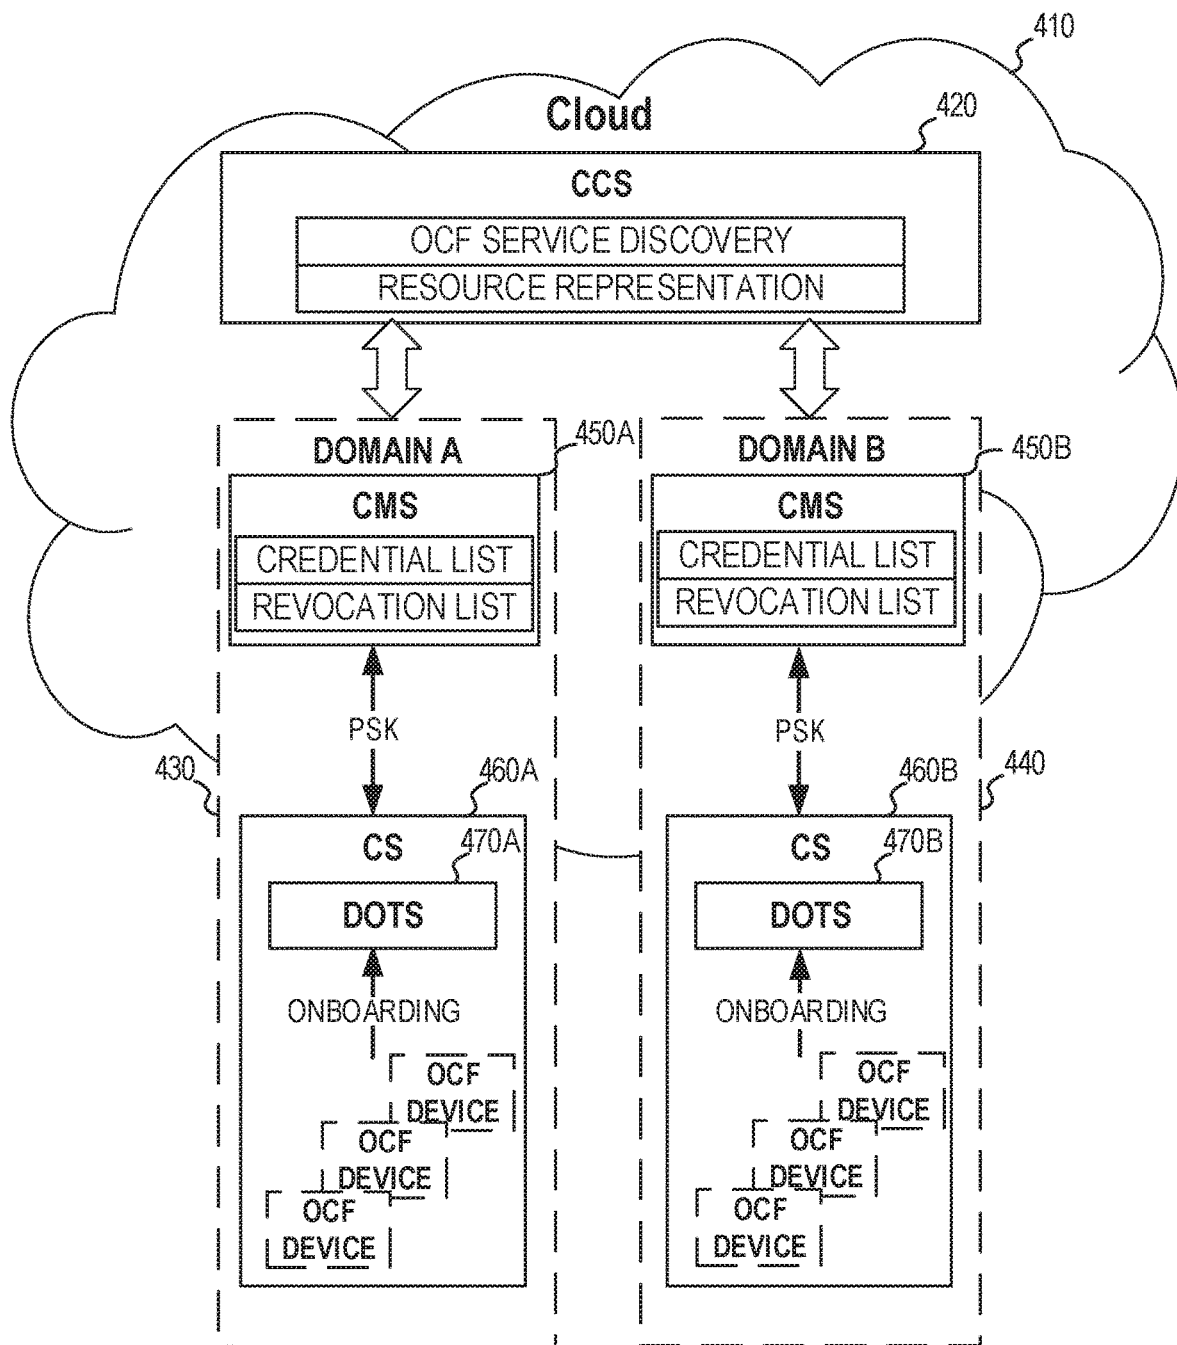 410
Cloud
420
CCS
OCF SERVICE DISCOVERY
RESOURCE REPRESENTATION
DOMAIN A
450A
DOMAIN B
450B
CMS
CREDENTIAL LIST
REVOCATION LIST
CMS
CREDENTIAL LIST
REVOCATION LIST
PSK
PSK
430
460A
460B
440
CS
470A
DOTS
ONBOARDING
OCF
DEVICE
OCF
DEVICE
OCF
DEVICE
CS
470B
DOTS
ONBOARDING
OCF
DEVICE
OCF
DEVICE
OCF
DEVICE